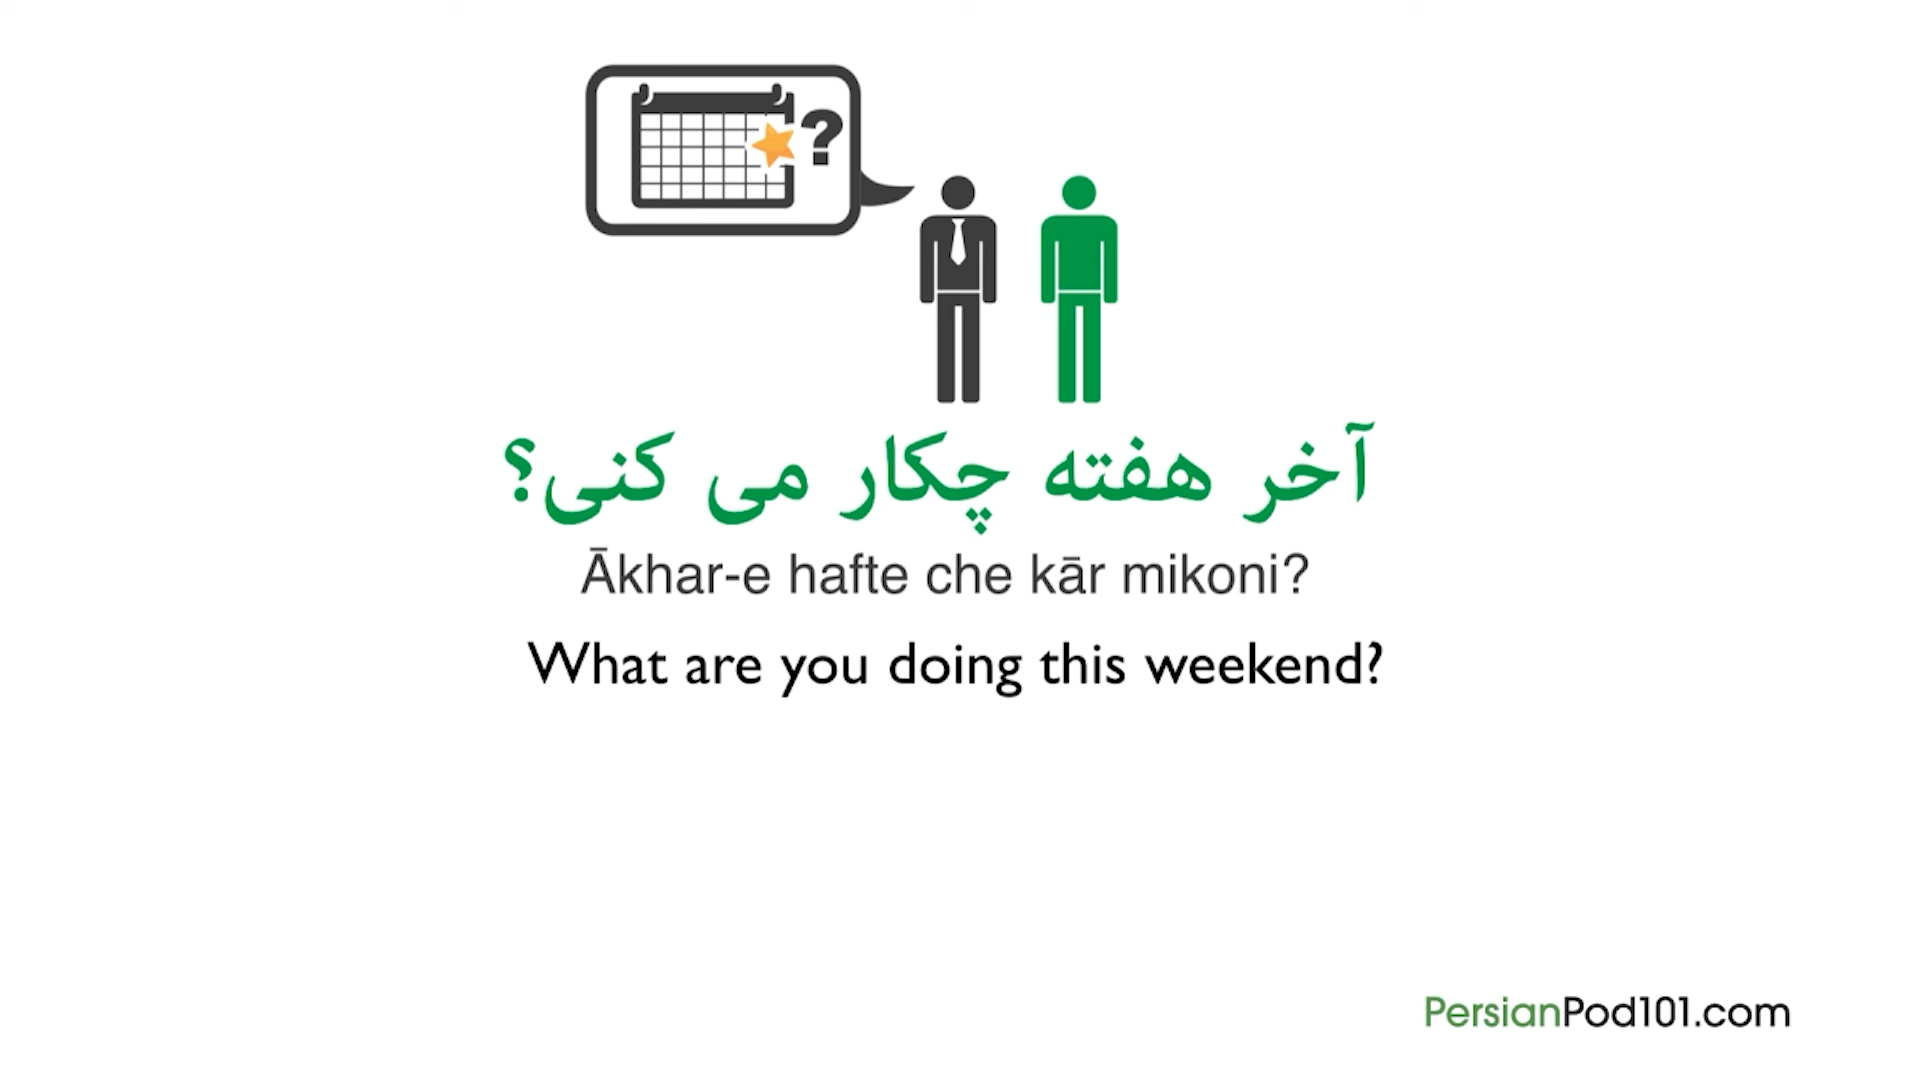 ?
آخر هفته چکار می کنی؟
Ākhar-e hafte che kār mikoni?
What are you doing this weekend?
PersianPod101.com